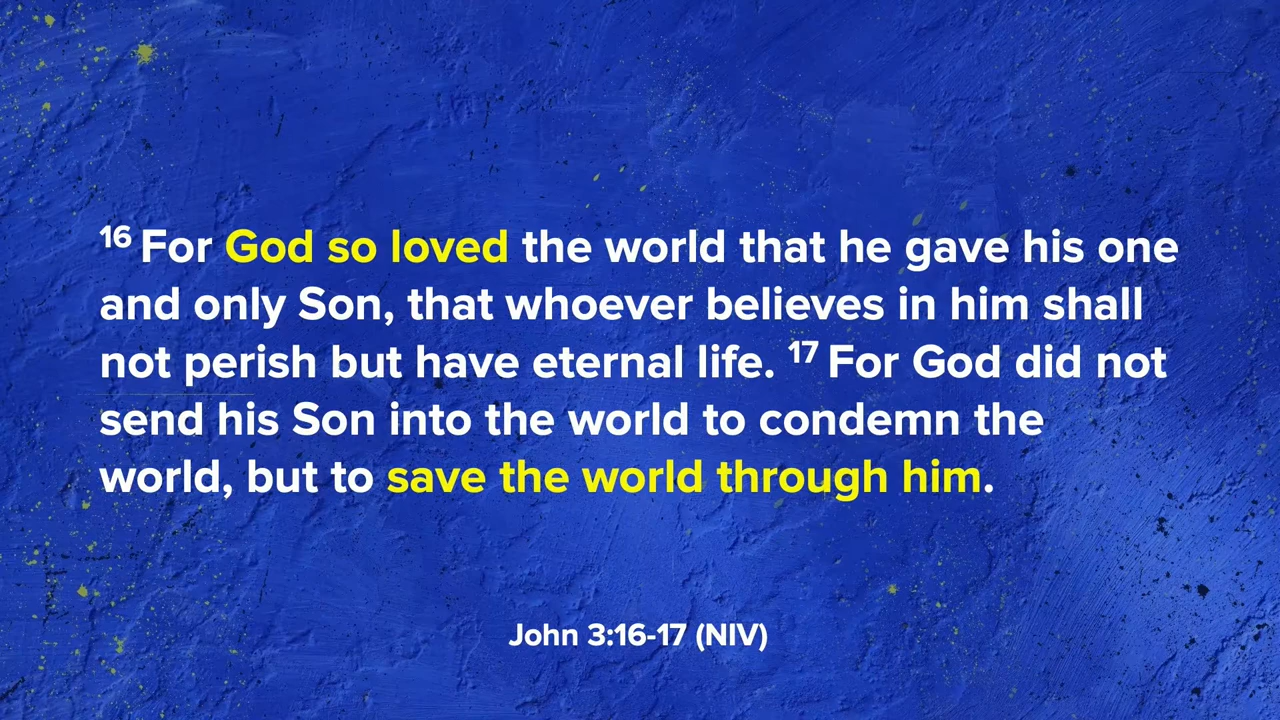 16 For God so loved the world that he gave his one
and only Son, that whoever believes in him shall
not perish but have eternal life. 17 For God did not
send his Son into the world to condemn the
world, but to save the world through him.
John 3:16-17 (NIV)